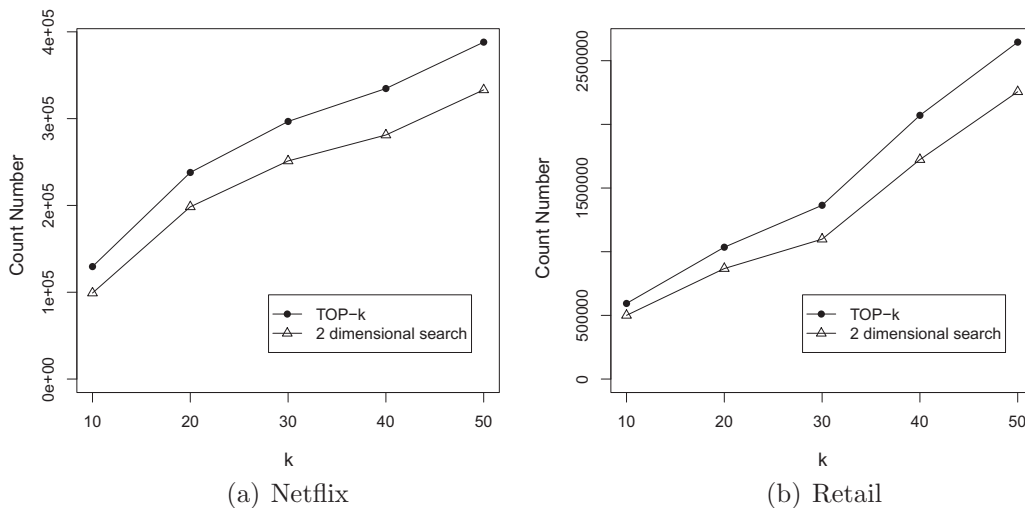 Count Number
4e+05
3e+05
2e+05
1e+05
0e+00
TOP−k
2 dimensional search
10 20 30 40 50
k
(a) Netflix
Count Number
2500000
1500000
500000
0
TOP−k
2 dimensional search
10 20 30 40 50
k
(b) Retail